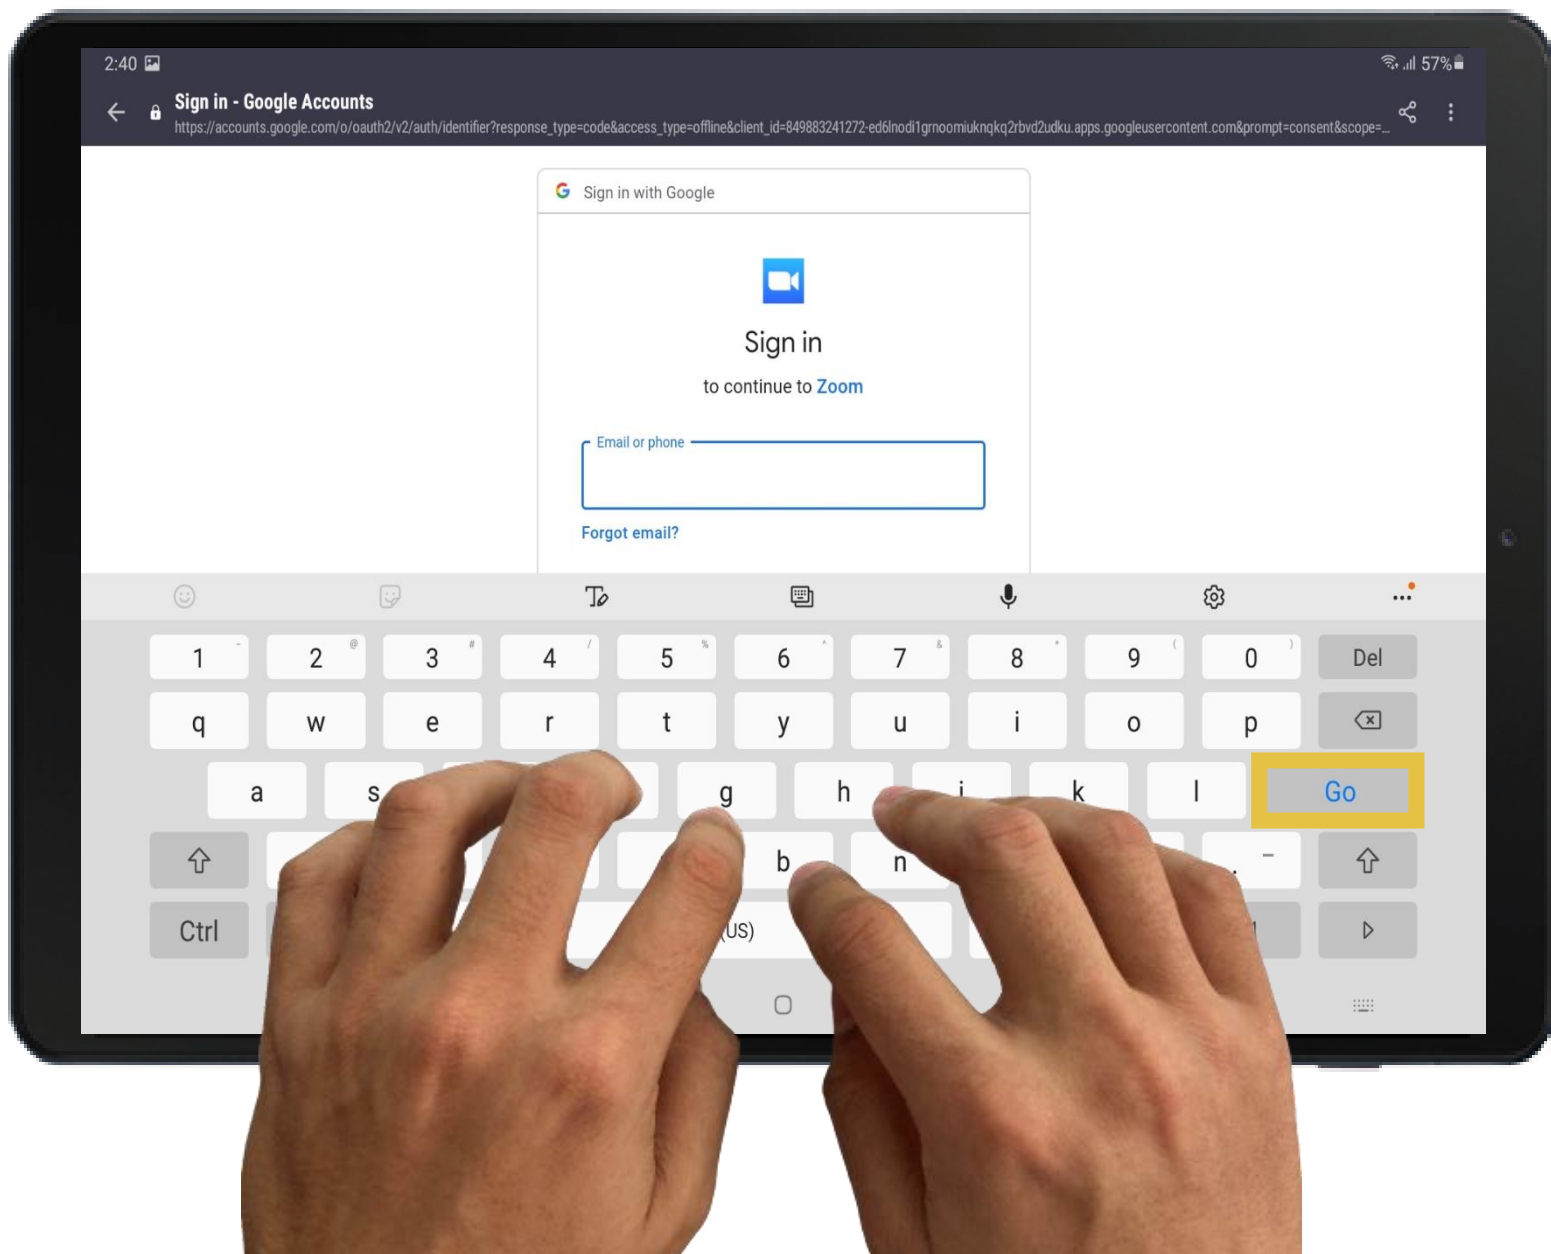 2:40 57%
Sign in - Google Accounts
https://accounts.google.com/o/oauth2/v2/auth/identifier?response_type=code&access_type=offline&client_id=849883241272-ed6lnodi1grnoomiuknqkq2rbvd2udku.apps.googleusercontent.com&prompt=consent&scope=...
G Sign in with Google
Sign in
to continue to Zoom
Email or phone
Forgot email?
1 2 @ 3 # 4 / 5 % 6 ^ 7 & 8 * 9 ( 0 ) Del
q w e r t y u i o p
a s g h j k l Go
b n .
Ctrl (US)